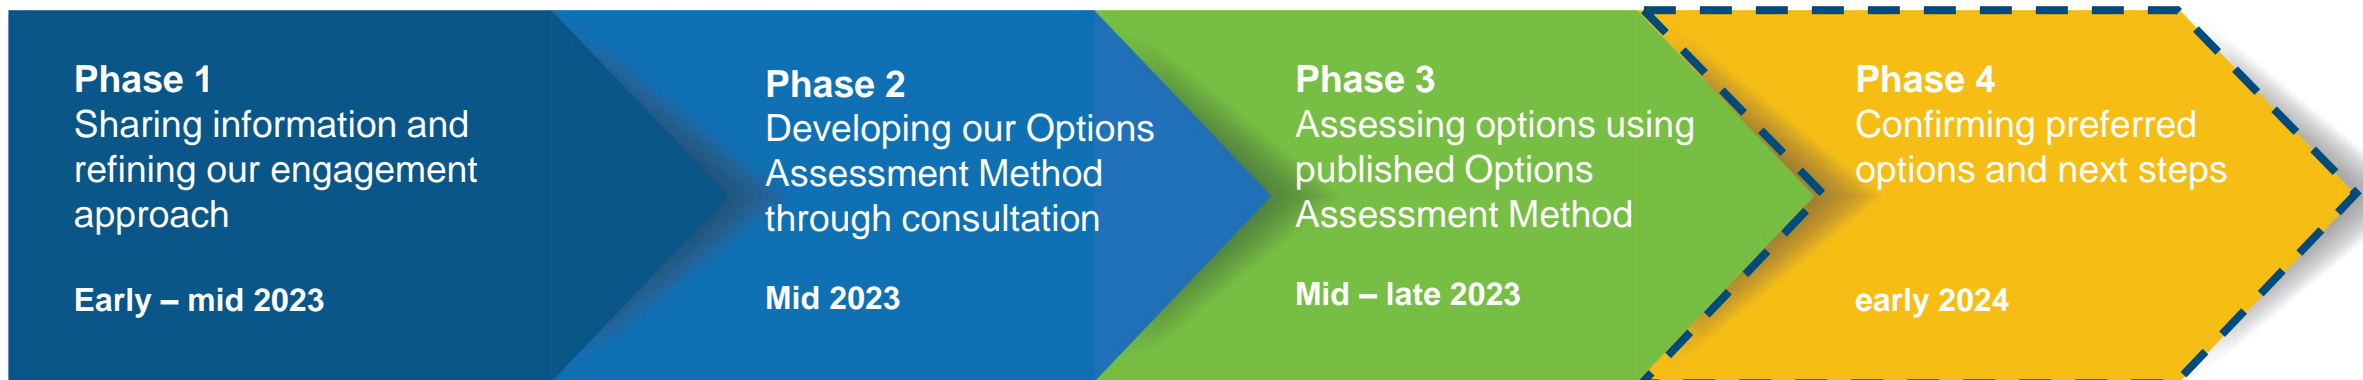 Phase 1
Sharing information and
refining our engagement
approach
Early – mid 2023
Phase 2
Developing our Options
Assessment Method
through consultation
Mid 2023
Phase 3
Assessing options using
published Options
Assessment Method
Mid – late 2023
Phase 4
Confirming preferred
options and next steps
early 2024